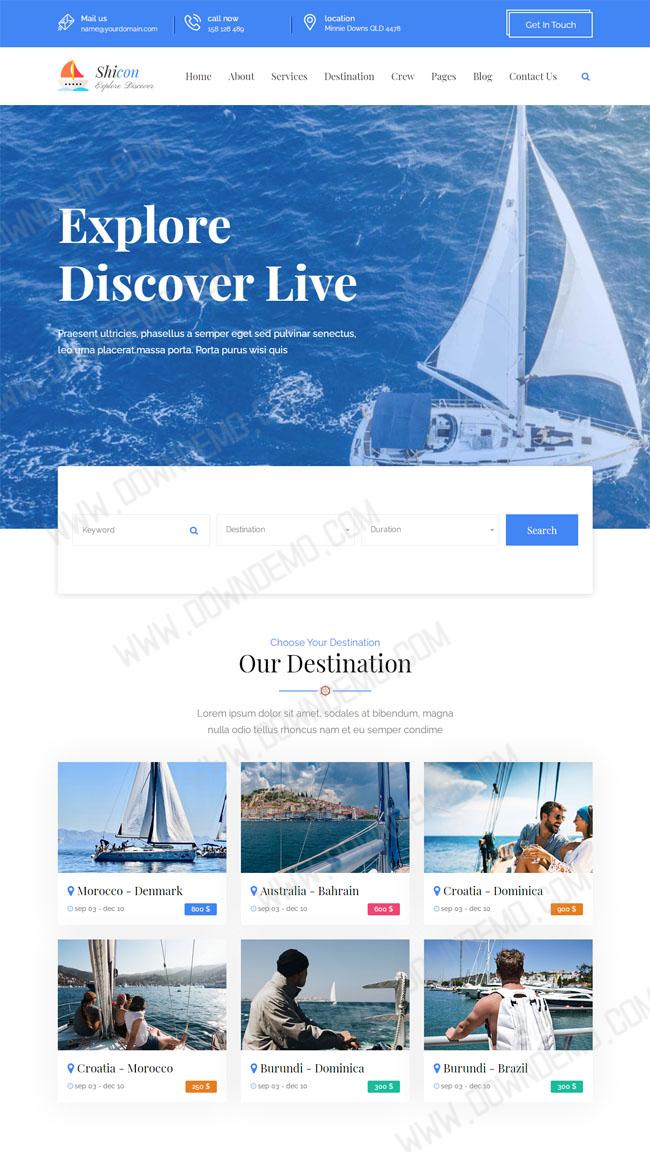 Mail us
name@yourdomain.com
call now
158 128 489
location
Minnie Downs QLD 4478
Get In Touch
Shicon
Explore Discover
Home About Services Destination Crew Pages Blog Contact Us
Explore
Discover Live
Praesent ultricies, phasellus a semper eget sed pulvinar senectus,
leo urna placerat massa porta. Porta purus wisi quis
Keyword Destination Duration Search
Choose Your Destination
Our Destination
Lorem ipsum dolor sit amet, sodales at bibendum, magna
nulla odio tellus rhoncus nam et eu semper condime
Morocco - Denmark
sep 03 - dec 10 800 $
Australia - Bahrain
sep 03 - dec 10 600 $
Croatia - Dominica
sep 03 - dec 10 900 $
Croatia - Morocco
sep 03 - dec 10 250 $
Burundi - Dominica
sep 03 - dec 10 300 $
Burundi - Brazil
sep 03 - dec 10 300 $
WWW.DOWNDEMO.COM